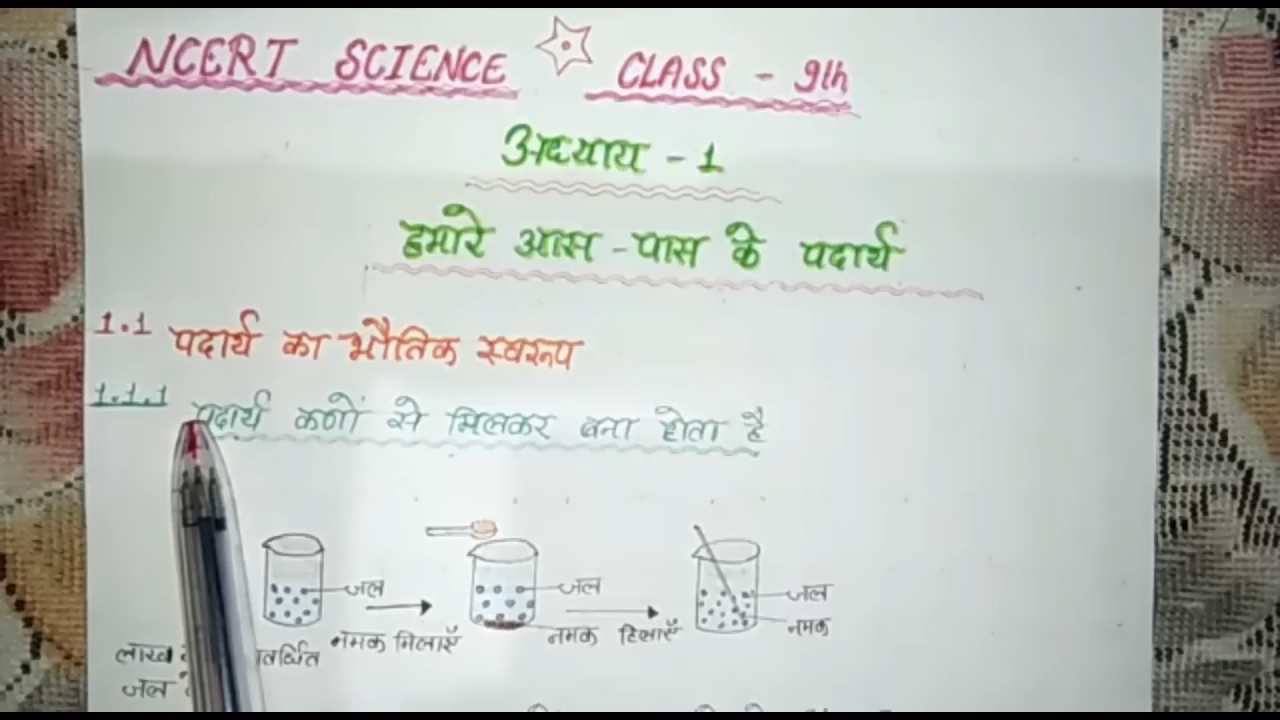 NCERT SCIENCE CLASS - 9th
अध्याय - 1
हमारे आस-पास के पदार्थ
1.1 पदार्थ का भौतिक स्वरूप
1.1.1 पदार्थ कणों से मिलकर बना होता है
जल जल जल
नमक मिलाएँ नमक हिलाएँ नमक
लाख
जल